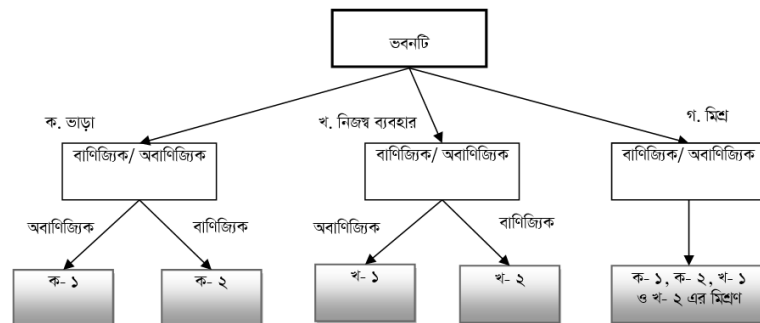 ভবনটি
ক. ভাড়া
খ. নিজস্ব ব্যবহার
গ. মিশ্র
বাণিজ্যিক/ অবাণিজ্যিক
বাণিজ্যিক/ অবাণিজ্যিক
বাণিজ্যিক/ অবাণিজ্যিক
অবাণিজ্যিক
বাণিজ্যিক
অবাণিজ্যিক
বাণিজ্যিক
ক- ১
ক- ২
খ- ১
খ- ২
ক- ১, ক- ২, খ- ১
ও খ- ২ এর মিশ্রণ